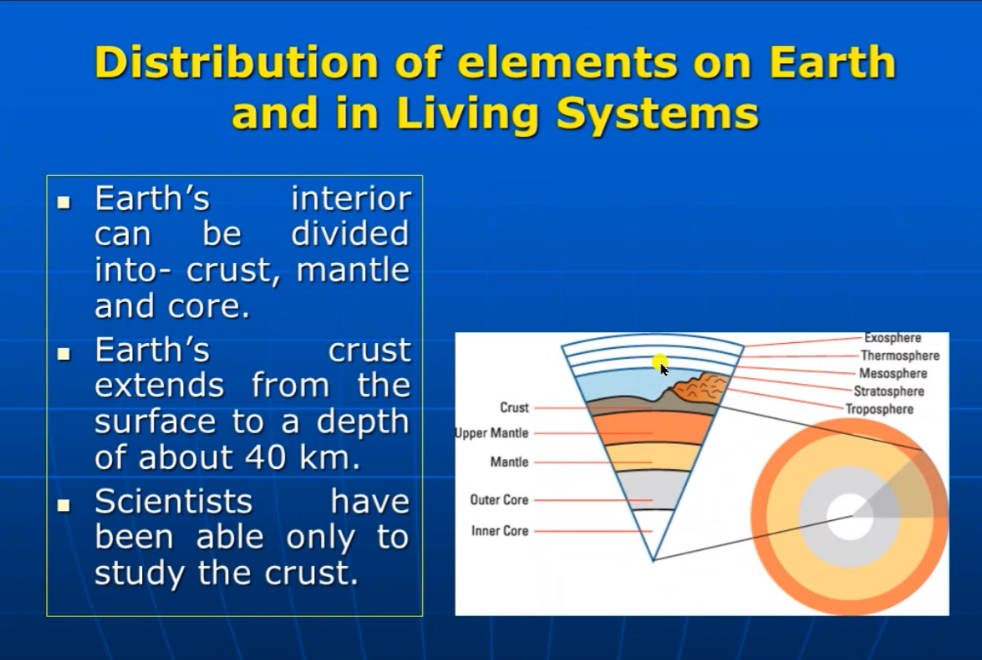 Distribution of elements on Earth
and in Living Systems
Earth's interior
can be divided
into- crust, mantle
and core.
Earth's crust
extends from the
surface to a depth
of about 40 km.
Scientists have
been able only to
study the crust.
Exosphere
Thermosphere
Mesosphere
Stratosphere
Troposphere
Crust
Upper Mantle
Mantle
Outer Core
Inner Core